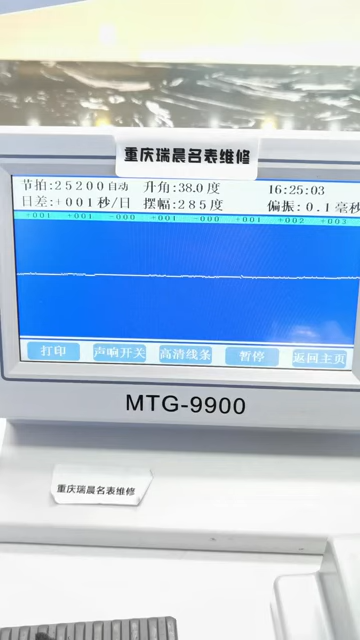 重庆瑞晨名表维修
节拍:25200自动 升角:38.0度 16:25:03
日差:+001秒/日 摆幅:285度 偏振:0.1毫秒
+001 +001 -000 +001 -000 +001 +002 +003
打印 声响开关 高清线条 暂停 返回主页
MTG-9900
重庆瑞晨名表维修